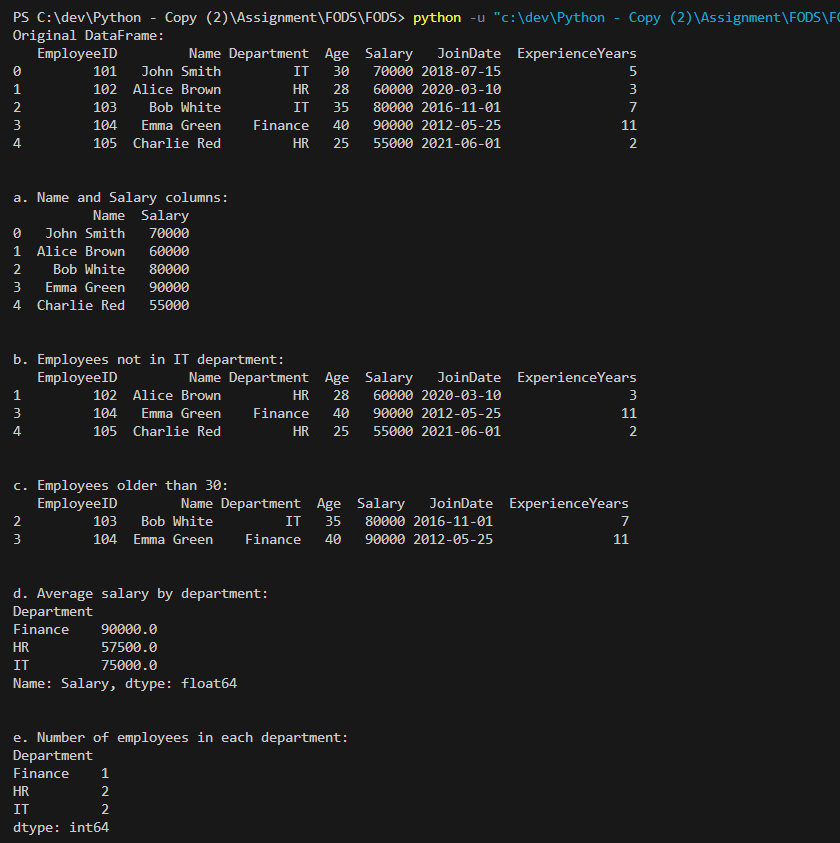 PS C:\dev\Python - Copy (2)\Assignment\FODS\FODS> python -u "c:\dev\Python - Copy (2)\Assignment\FODS\FO
Original DataFrame:
   EmployeeID         Name Department  Age  Salary   JoinDate  ExperienceYears
0         101   John Smith         IT   30   70000 2018-07-15                5
1         102  Alice Brown         HR   28   60000 2020-03-10                3
2         103    Bob White         IT   35   80000 2016-11-01                7
3         104   Emma Green    Finance   40   90000 2012-05-25               11
4         105  Charlie Red         HR   25   55000 2021-06-01                2
a. Name and Salary columns:
          Name  Salary
0   John Smith   70000
1  Alice Brown   60000
2    Bob White   80000
3   Emma Green   90000
4  Charlie Red   55000
b. Employees not in IT department:
   EmployeeID         Name Department  Age  Salary   JoinDate  ExperienceYears
1         102  Alice Brown         HR   28   60000 2020-03-10                3
3         104   Emma Green    Finance   40   90000 2012-05-25               11
4         105  Charlie Red         HR   25   55000 2021-06-01                2
c. Employees older than 30:
   EmployeeID        Name Department  Age  Salary   JoinDate  ExperienceYears
2         103   Bob White         IT   35   80000 2016-11-01                7
3         104  Emma Green    Finance   40   90000 2012-05-25               11
d. Average salary by department:
Department
Finance    90000.0
HR         57500.0
IT         75000.0
Name: Salary, dtype: float64
e. Number of employees in each department:
Department
Finance    1
HR         2
IT         2
dtype: int64